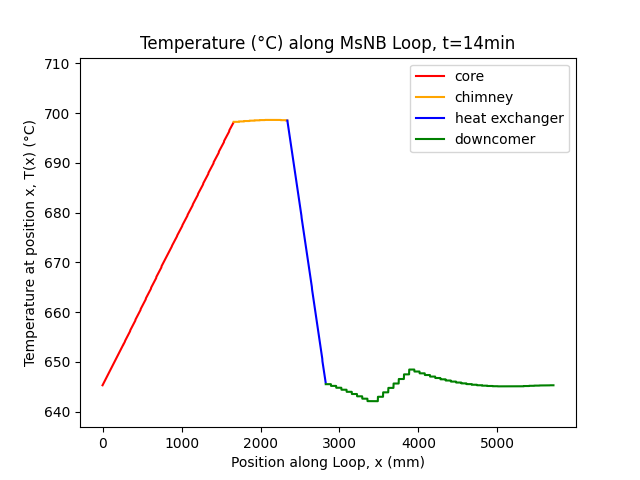 Temperature (°C) along MsNB Loop, t=14min
Temperature at position x, T(x) (°C)
710
700
690
680
670
660
650
640
core
chimney
heat exchanger
downcomer
0
1000
2000
3000
4000
5000
Position along Loop, x (mm)